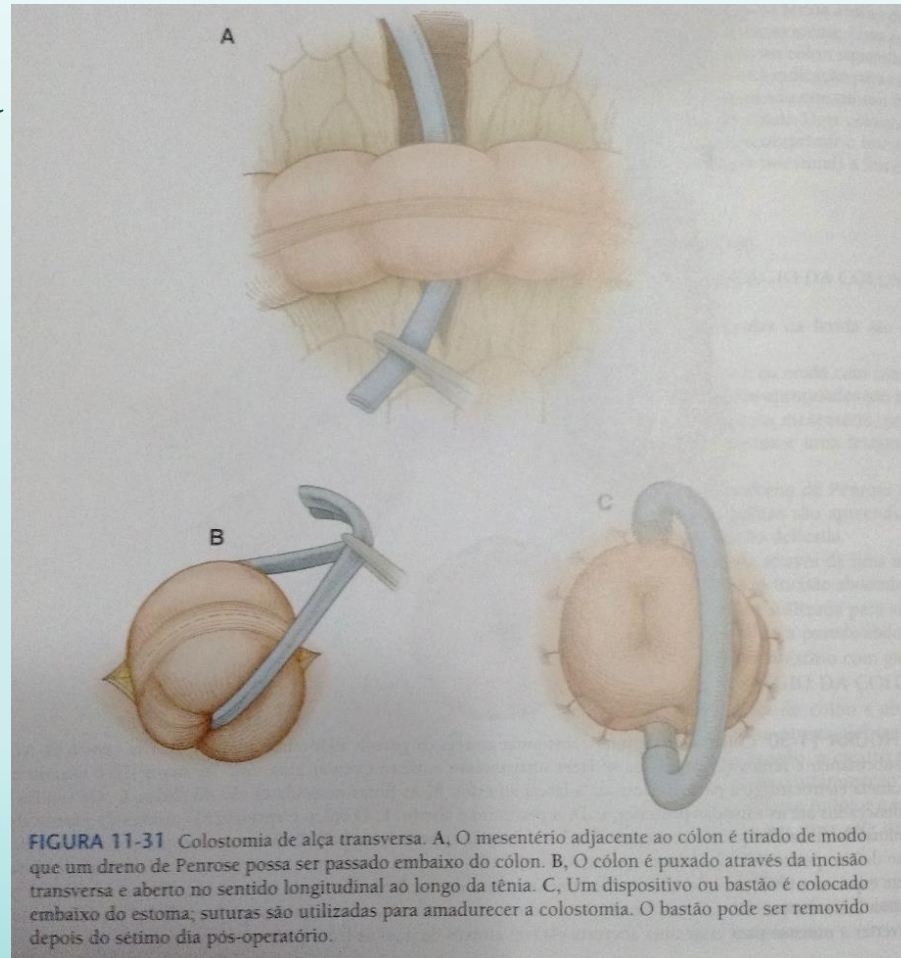 A
B
C
FIGURA 11-31 Colostomia de alça transversa. A, O mesentério adjacente ao cólon é tirado de modo
que um dreno de Penrose possa ser passado embaixo do cólon. B, O cólon é puxado através da incisão
transversa e aberto no sentido longitudinal ao longo da tênia. C, Um dispositivo ou bastão é colocado
embaixo do estoma; suturas são utilizadas para amadurecer a colostomia. O bastão pode ser removido
depois do sétimo dia pós-operatório.